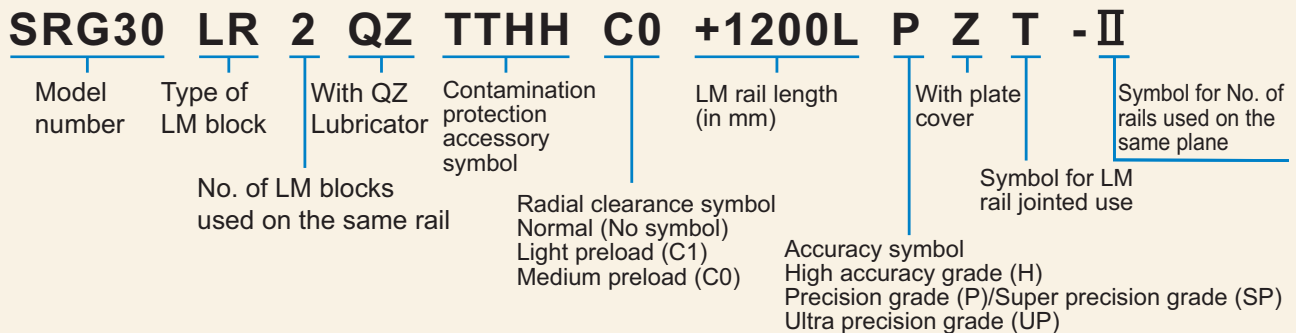 SRG30 LR 2 QZ TTHH C0 +1200L P Z T -Ⅱ
Model
number
Type of
LM block
With QZ
Lubricator
Contamination
protection
accessory
symbol
LM rail length
(in mm)
With plate
cover
Symbol for No. of
rails used on the
same plane
No. of LM blocks
used on the same rail
Symbol for LM
rail jointed use
Radial clearance symbol
Normal (No symbol)
Light preload (C1)
Medium preload (C0)
Accuracy symbol
High accuracy grade (H)
Precision grade (P)/Super precision grade (SP)
Ultra precision grade (UP)